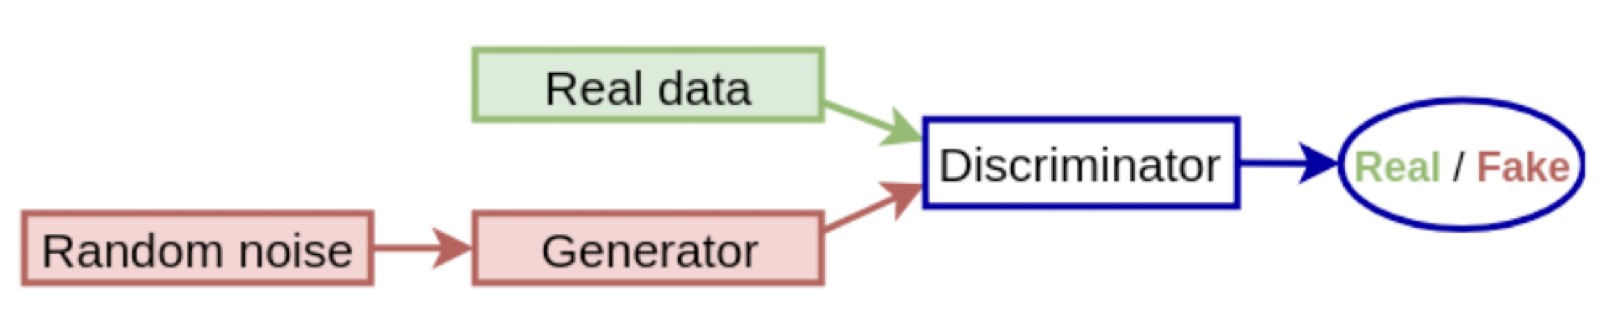 Real data
Discriminator
Real / Fake
Random noise
Generator